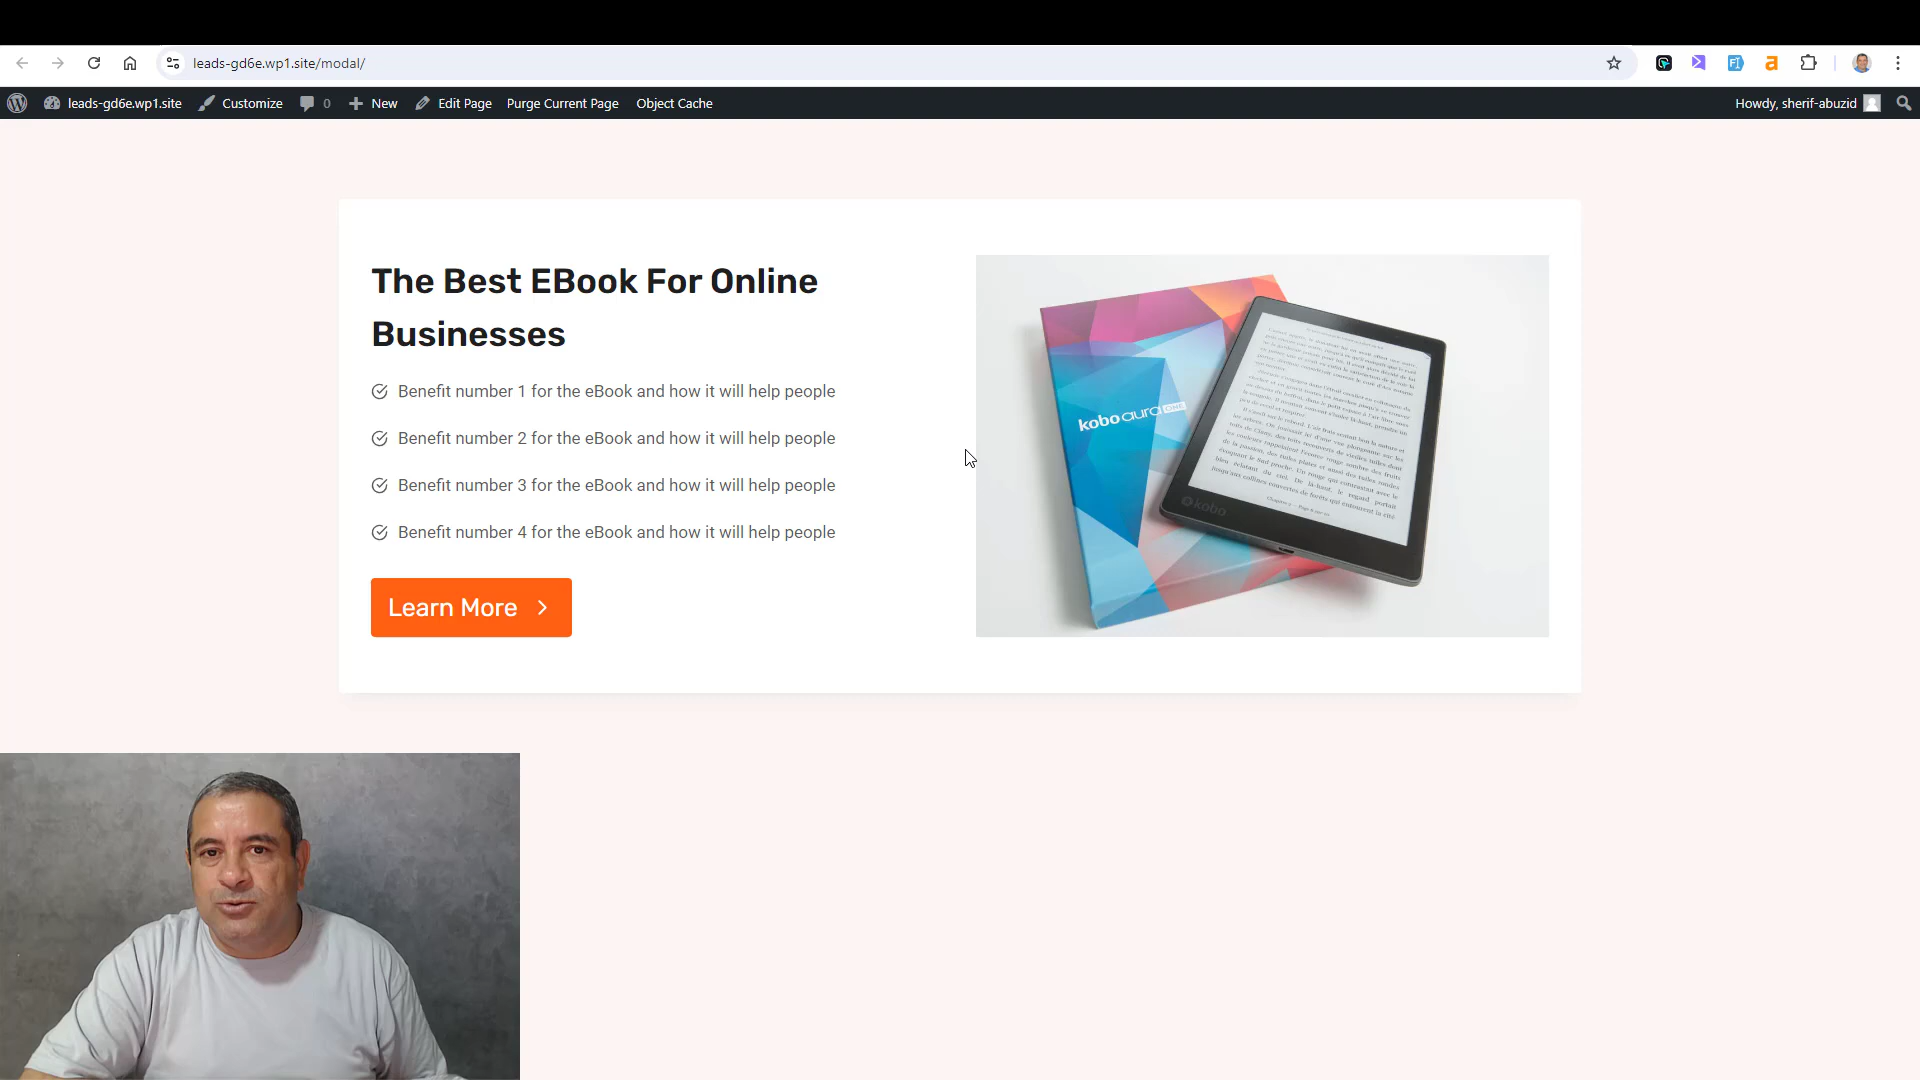 leads-gd6e.wp1.site/modal/
leads-gd6e.wp1.site Customize 0 New Edit Page Purge Current Page Object Cache Howdy, sherif-abuzid
The Best EBook For Online
Businesses
Benefit number 1 for the eBook and how it will help people
Benefit number 2 for the eBook and how it will help people
Benefit number 3 for the eBook and how it will help people
Benefit number 4 for the eBook and how it will help people
Learn More
kobo aura ONE
kobo